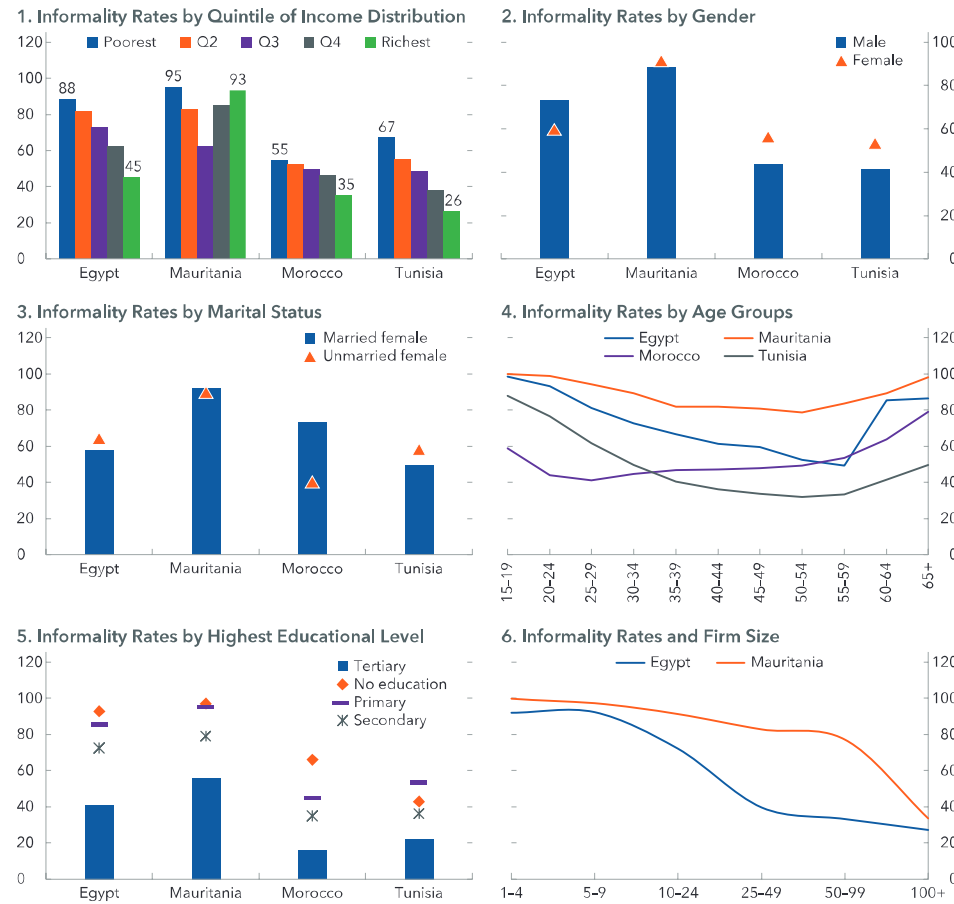 1. Informality Rates by Quintile of Income Distribution
120
Poorest Q2 Q3 Q4 Richest
100
80
60
40
20
0
88
45
95
93
55
35
67
26
Egypt Mauritania Morocco Tunisia
2. Informality Rates by Gender
Male
Female
100
80
60
40
20
0
Egypt Mauritania Morocco Tunisia
3. Informality Rates by Marital Status
120
100
80
60
40
20
0
Married female
Unmarried female
Egypt Mauritania Morocco Tunisia
4. Informality Rates by Age Groups
Egypt Mauritania
Morocco Tunisia
120
100
80
60
40
20
0
15–19 20–24 25–29 30–34 35–39 40–44 45–49 50–54 55–59 60–64 65+
5. Informality Rates by Highest Educational Level
120
100
80
60
40
20
0
Tertiary
No education
Primary
Secondary
Egypt Mauritania Morocco Tunisia
6. Informality Rates and Firm Size
Egypt Mauritania
120
100
80
60
40
20
0
1–4 5–9 10–24 25–49 50–99 100+